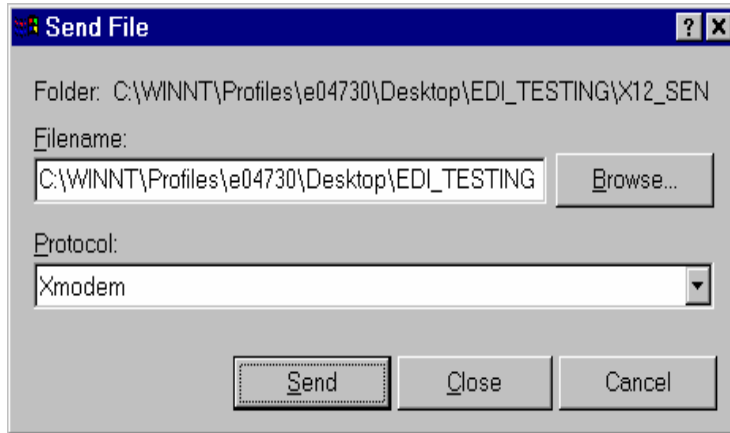 Send File
Folder: C:\WINNT\Profiles\e04730\Desktop\EDI_TESTING\X12_SEN
Filename:
C:\WINNT\Profiles\e04730\Desktop\EDI_TESTING
Browse...
Protocol:
Xmodem
Send
Close
Cancel